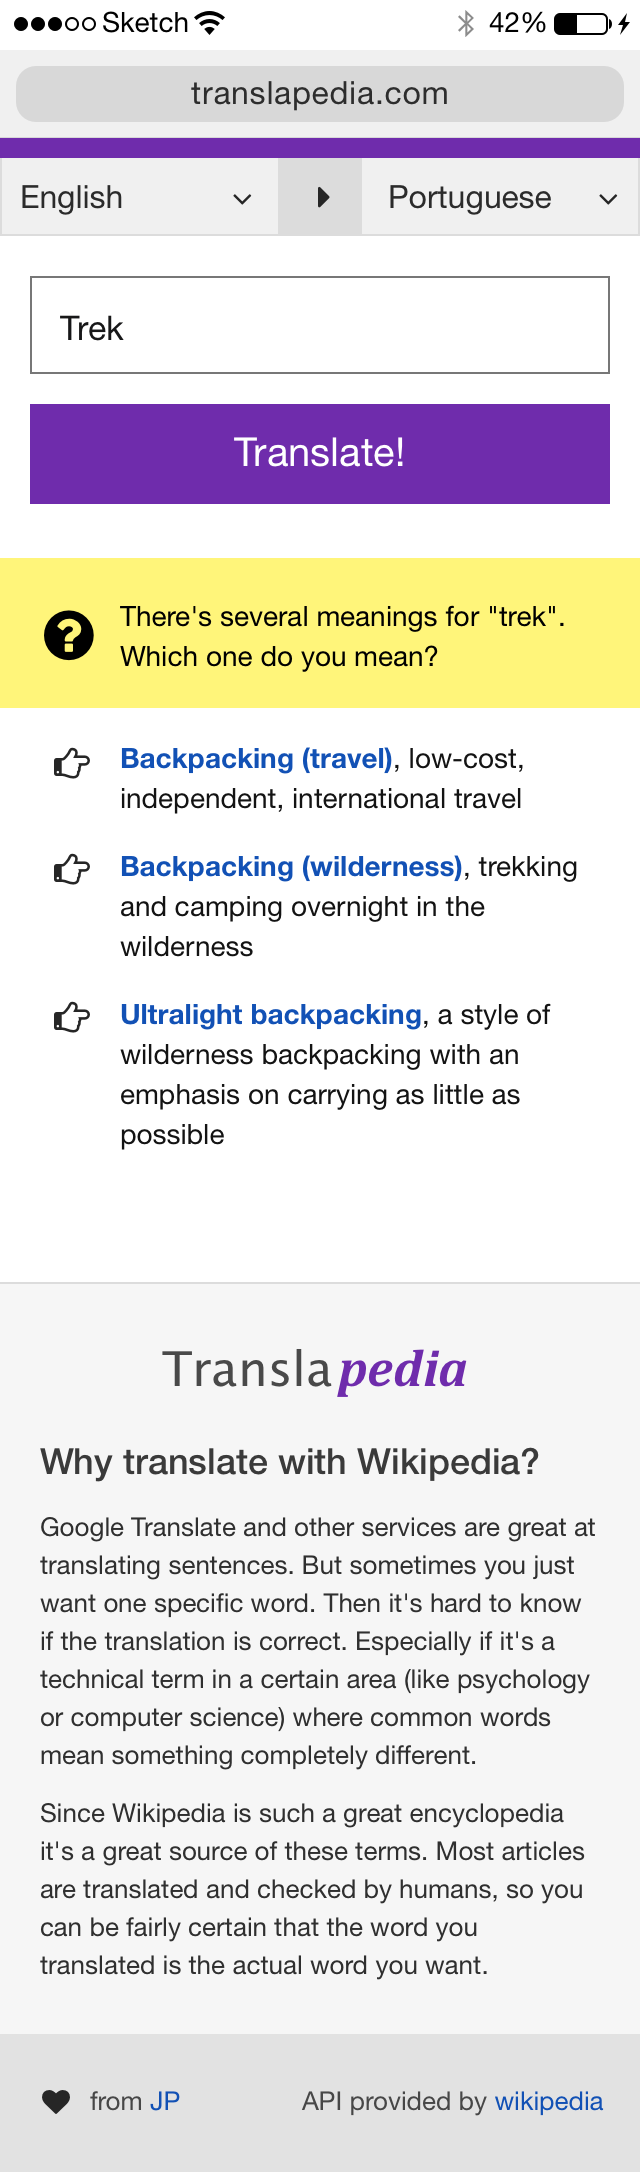 Sketch 42%
translapedia.com
English Portuguese
Trek
Translate!
There's several meanings for "trek".
Which one do you mean?
Backpacking (travel), low-cost,
independent, international travel
Backpacking (wilderness), trekking
and camping overnight in the
wilderness
Ultralight backpacking, a style of
wilderness backpacking with an
emphasis on carrying as little as
possible
Translapedia
Why translate with Wikipedia?
Google Translate and other services are great at
translating sentences. But sometimes you just
want one specific word. Then it's hard to know
if the translation is correct. Especially if it's a
technical term in a certain area (like psychology
or computer science) where common words
mean something completely different.
Since Wikipedia is such a great encyclopedia
it's a great source of these terms. Most articles
are translated and checked by humans, so you
can be fairly certain that the word you
translated is the actual word you want.
from JP API provided by wikipedia